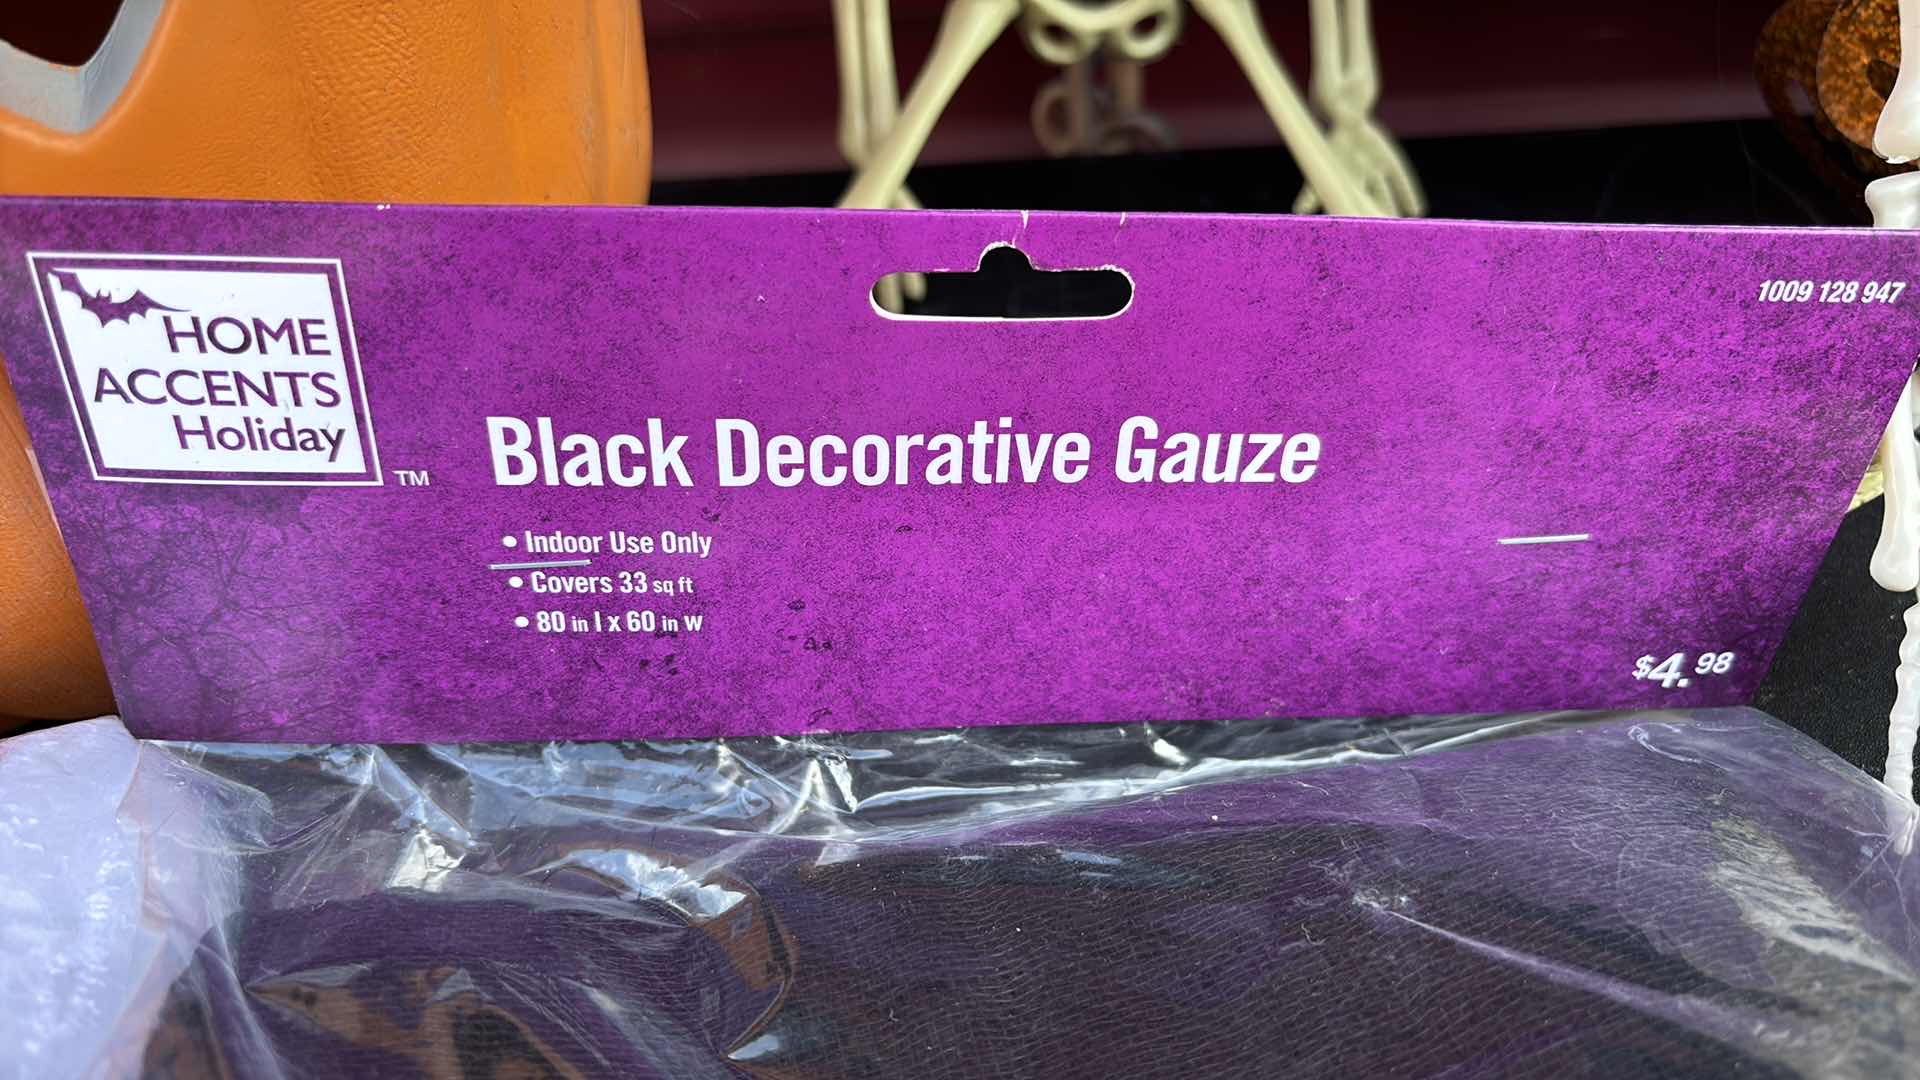 HOME
ACCENTS
Holiday
TM
1009 128 947
Black Decorative Gauze
• Indoor Use Only
• Covers 33 sq ft
• 80 in l x 60 in w
$4.98